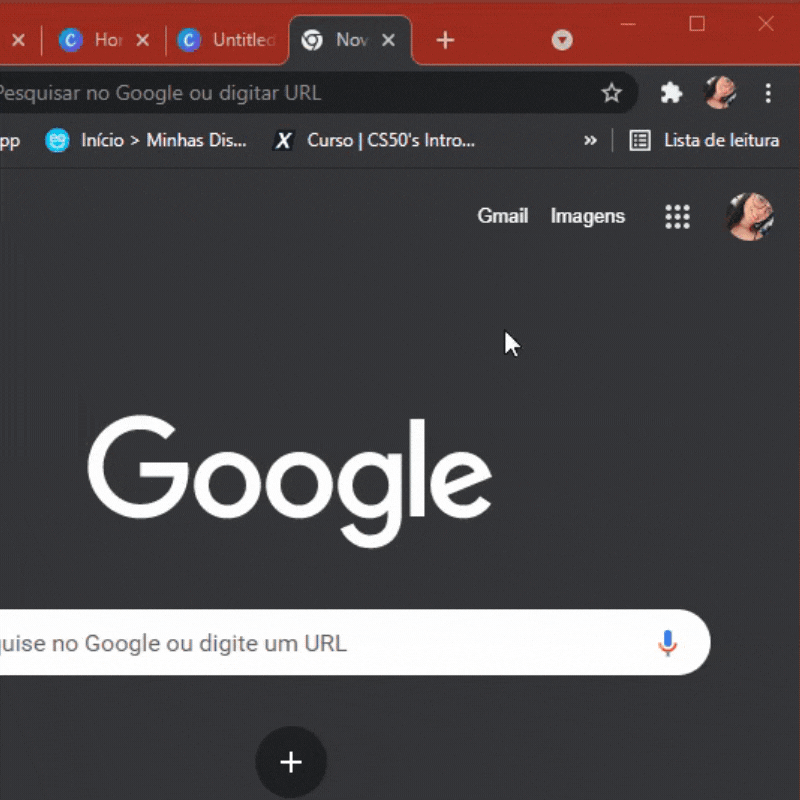 Hor Untitled Nov
Pesquisar no Google ou digitar URL
pp Início > Minhas Dis... X Curso | CS50's Intro... » Lista de leitura
Gmail Imagens
Google
quise no Google ou digite um URL